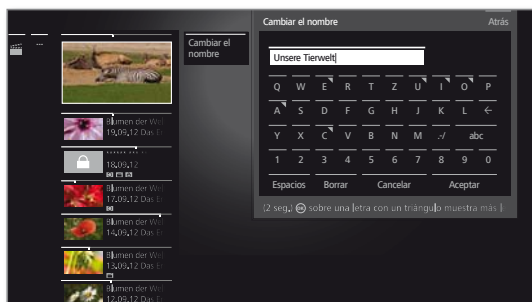 Cambiar el nombre Atrás
Cambiar el
nombre
Unsere Tierwelt
Q W E R T Z U I O P
A S D F G H J K L ←
Y X C V B N M .-/ abc
1 2 3 4 5 6 7 8 9 0
Espacios Borrar Cancelar Aceptar
(2 seg.) OK sobre una letra con un triángulo muestra más l
Blumen der Wel
19.09.12 Das E
18.09.12
Blumen der Wel
17.09.12 Das E
Blumen der Wel
14.09.12 Das E
Blumen der Wel
13.09.12 Das E
Blumen der Wel
12.09.12 Das E